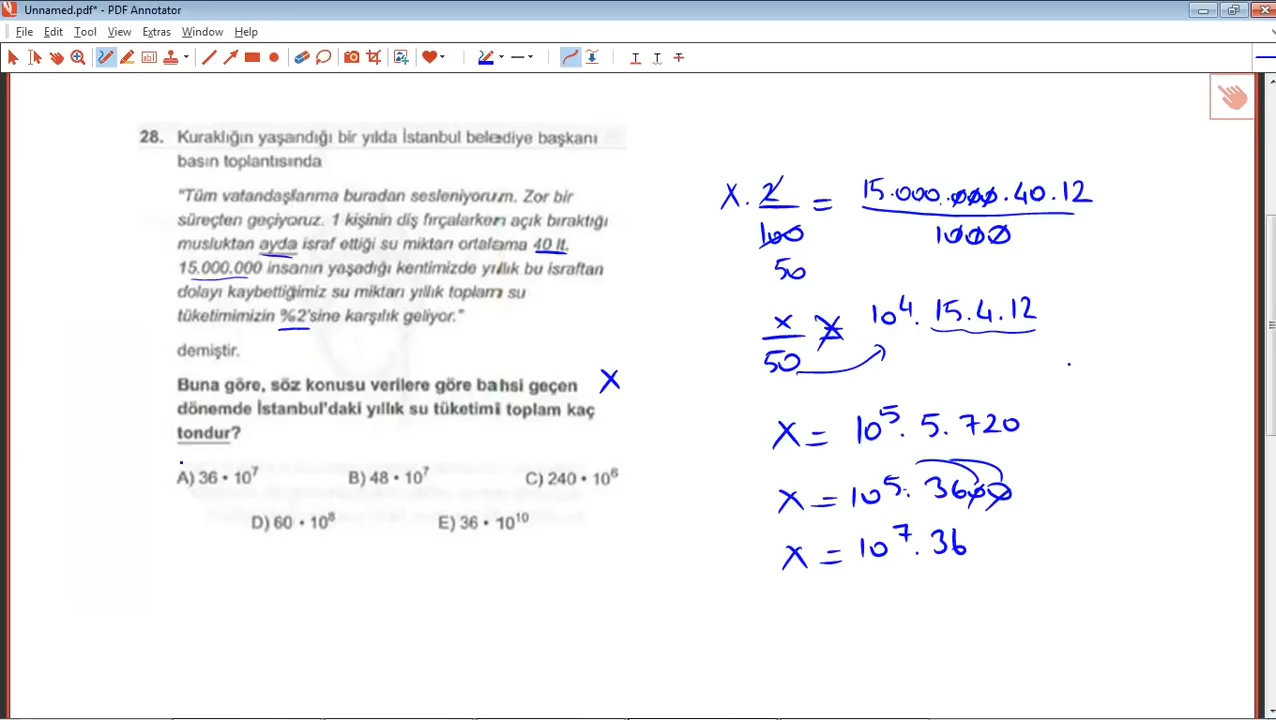 Unnamed.pdf* - PDF Annotator
File Edit Tool View Extras Window Help
28. Kuraklığın yaşandığı bir yılda İstanbul belediye başkanı
basın toplantısında
"Tüm vatandaşlarıma buradan sesleniyorum. Zor bir
süreçten geçiyoruz. 1 kişinin diş fırçalarken açık bıraktığı
musluktan ayda israf ettiği su miktarı ortalama 40 lt.
15.000.000 insanın yaşadığı kentimizde yıllık bu israftan
dolayı kaybettiğimiz su miktarı yıllık toplam su
tüketimimizin %2'sine karşılık geliyor."
demiştir.
Buna göre, söz konusu verilere göre bahsi geçen
dönemde İstanbul'daki yıllık su tüketimi toplam kaç
tondur?
X
A) 36 • 10⁷ B) 48 • 10⁷ C) 240 • 10⁶
D) 60 • 10⁸ E) 36 • 10¹⁰
X . 2/100 = 15.000.000.40.12/1000
50
x/50 = 10⁴. 15.4.12
X = 10⁵. 5. 720
X = 10⁵. 3600
X = 10⁷. 36